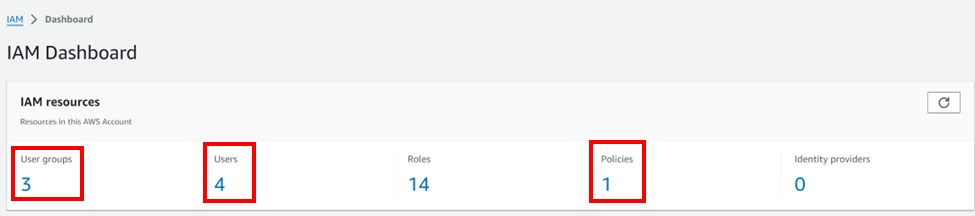 IAM > Dashboard
IAM Dashboard
IAM resources
Resources in this AWS Account
User groups Users Roles Policies Identity providers
3 4 14 1 0